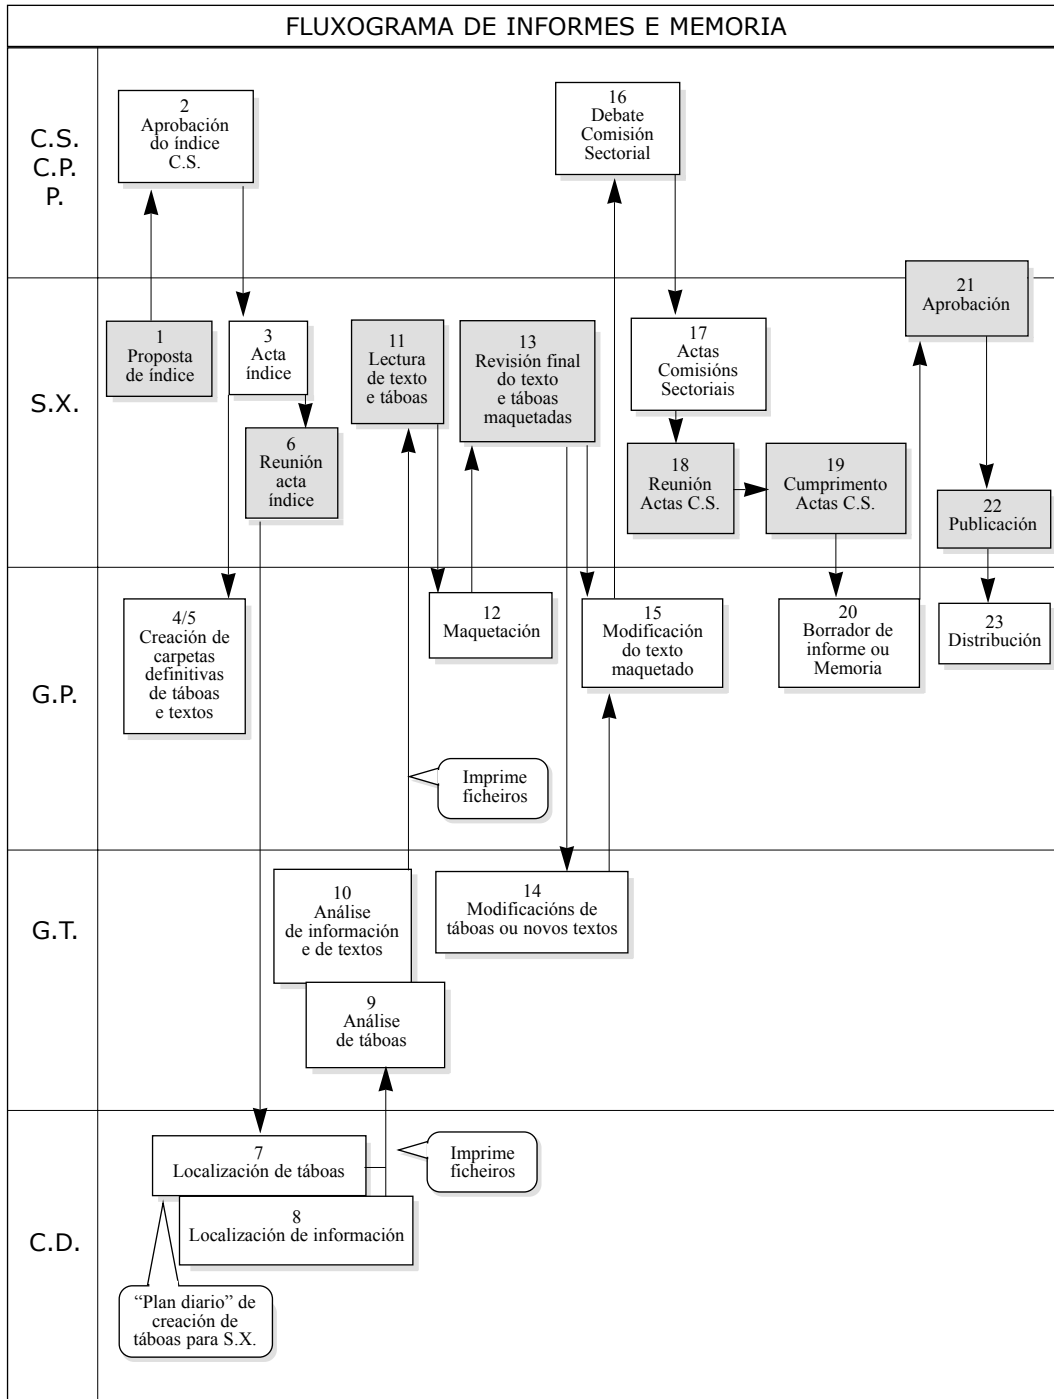 FLUXOGRAMA DE INFORMES E MEMORIA
C.S.
C.P.
P.
2
Aprobación
do índice
C.S.
16
Debate
Comisión
Sectorial
S.X.
1
Proposta
de índice
3
Acta
índice
6
Reunión
acta
índice
11
Lectura
de texto
e táboas
13
Revisión final
do texto
e táboas
maquetadas
17
Actas
Comisións
Sectoriais
18
Reunión
Actas C.S.
19
Cumprimento
Actas C.S.
21
Aprobación
22
Publicación
G.P.
4/5
Creación de
carpetas
definitivas
de táboas
e textos
12
Maquetación
15
Modificación
do texto
maquetado
20
Borrador de
informe ou
Memoria
23
Distribución
Imprime
ficheiros
G.T.
10
Análise
de información
e de textos
9
Análise
de táboas
14
Modificacións de
táboas ou novos textos
C.D.
7
Localización de táboas
8
Localización de información
Imprime
ficheiros
“Plan diario” de
creación de
táboas para S.X.